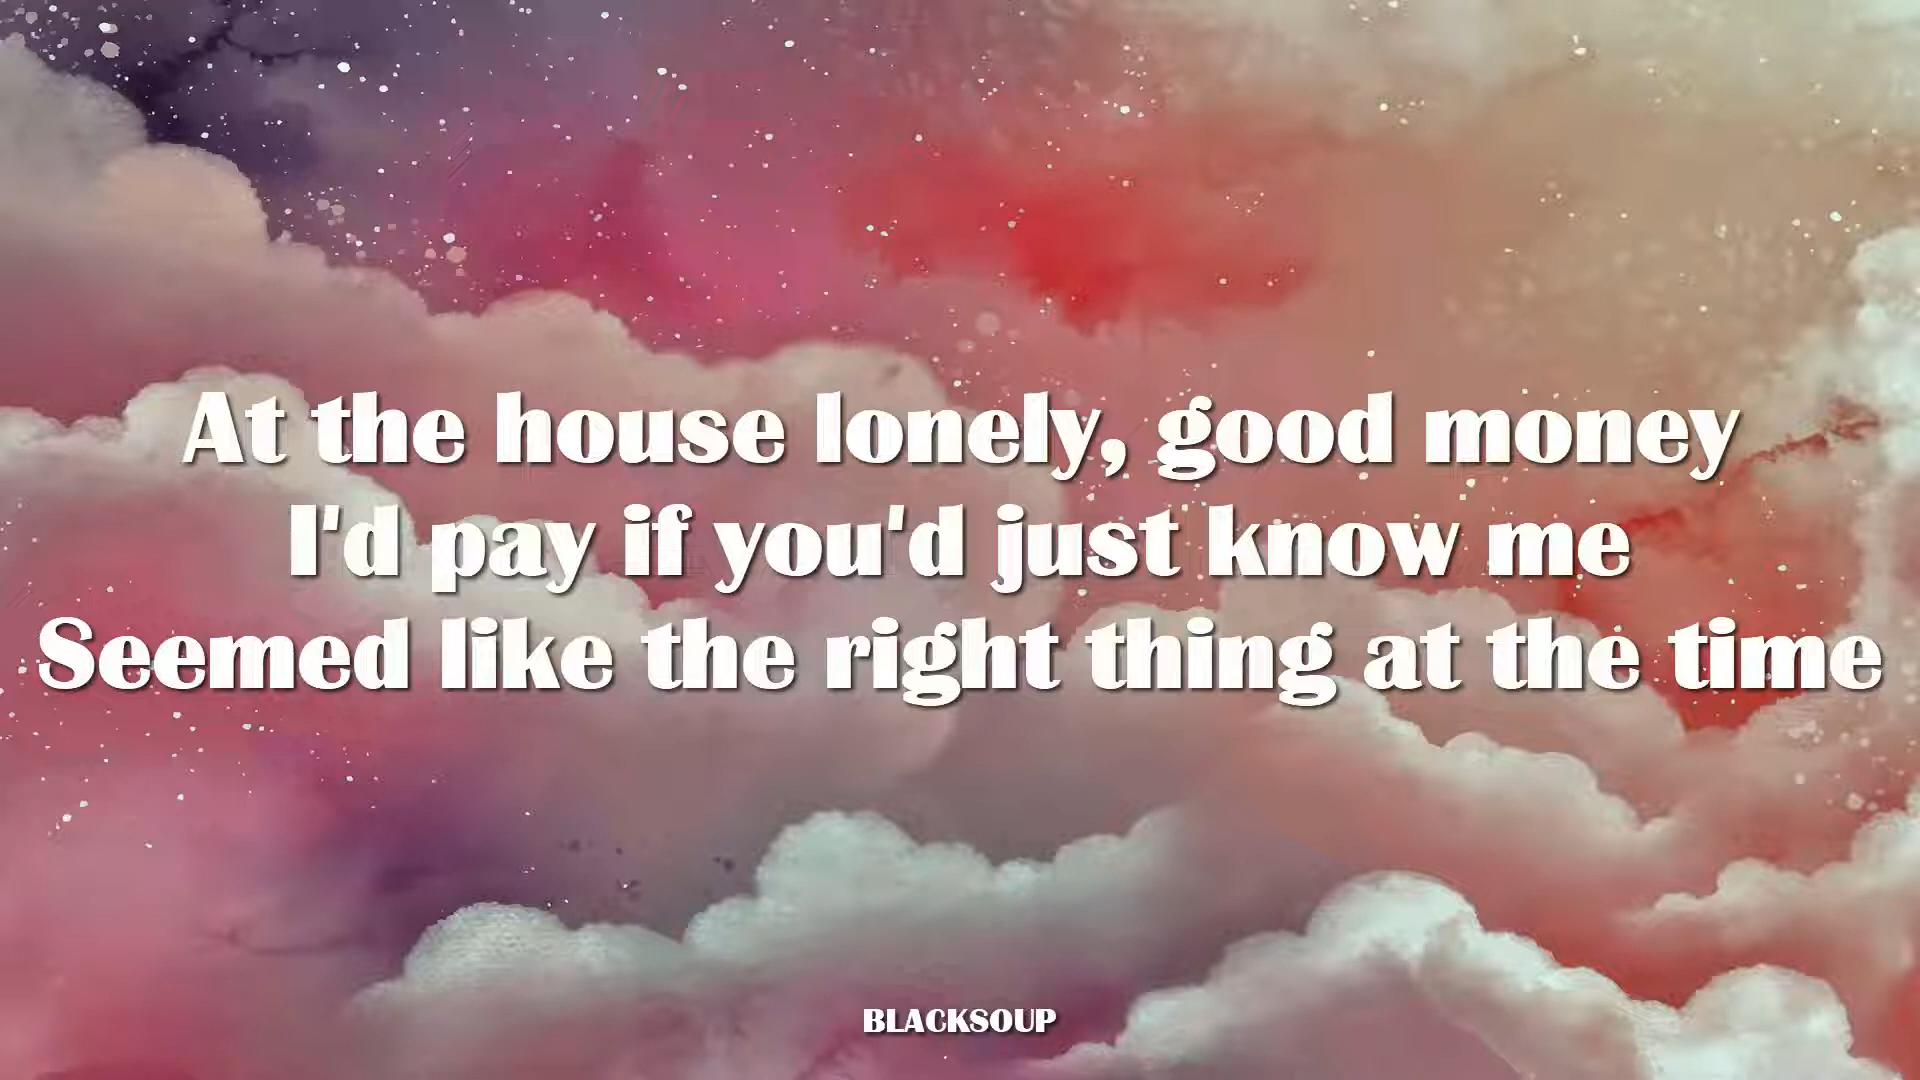 At the house lonely, good money
I'd pay if you'd just know me
Seemed like the right thing at the time
BLACKSOUP